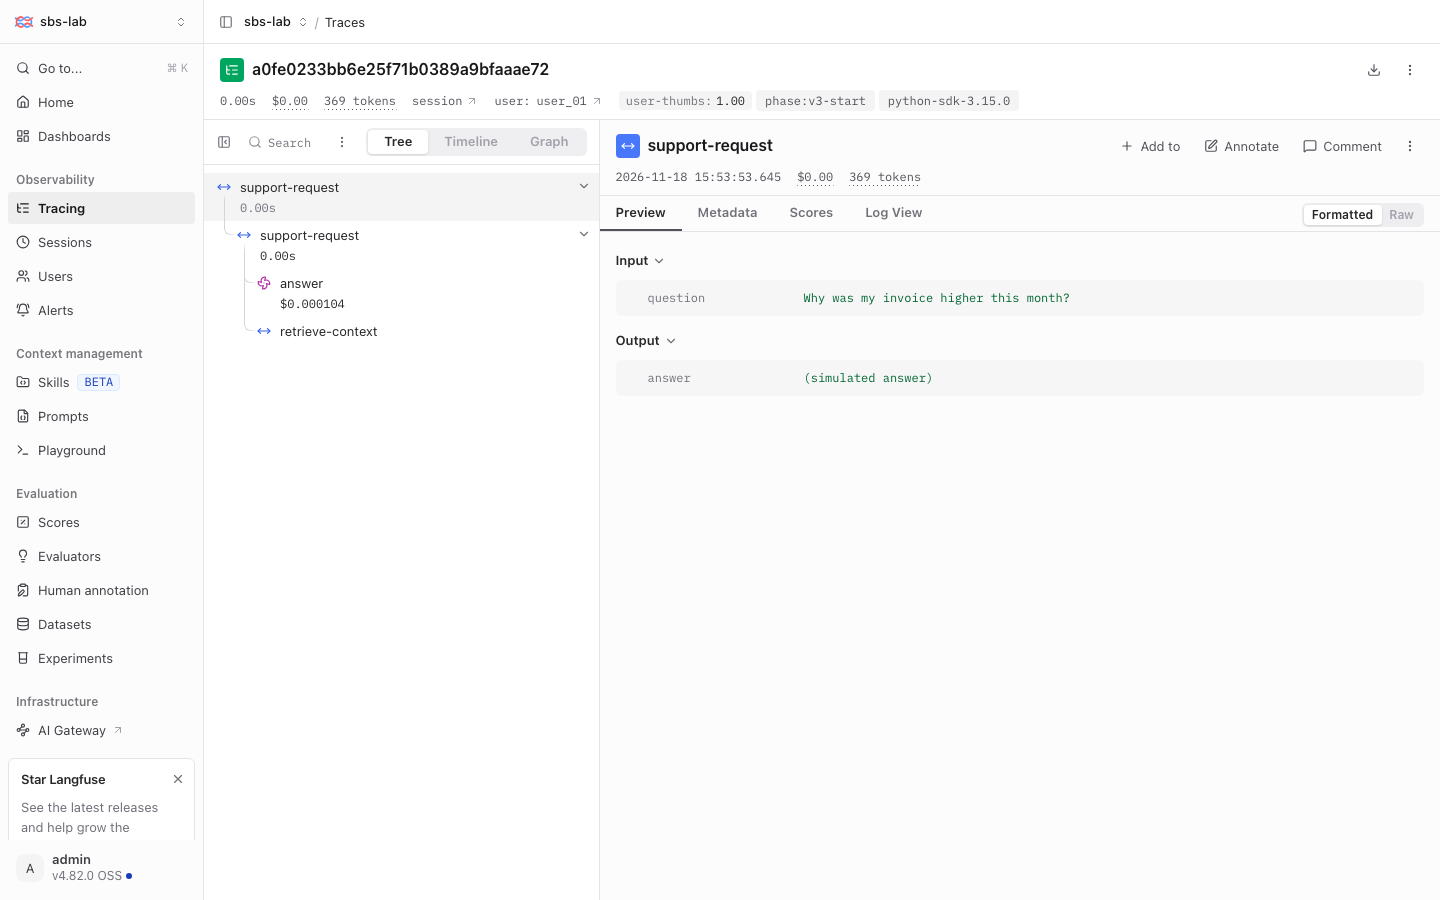 sbs-lab
Go to...
⌘ K
Home
Dashboards
Observability
Tracing
Sessions
Users
Alerts
Context management
Skills BETA
Prompts
Playground
Evaluation
Scores
Evaluators
Human annotation
Datasets
Experiments
Infrastructure
AI Gateway
Star Langfuse
See the latest releases
and help grow the
A
admin
v4.82.0 OSS
sbs-lab / Traces
a0fe0233bb6e25f71b0389a9bfaaae72
0.00s $0.00 369 tokens session user: user_01 user-thumbs: 1.00 phase:v3-start python-sdk-3.15.0
Search Tree Timeline Graph
support-request
0.00s
support-request
0.00s
answer
$0.000104
retrieve-context
support-request
Add to Annotate Comment
2026-11-18 15:53:53.645 $0.00 369 tokens
Preview Metadata Scores Log View Formatted Raw
Input
question Why was my invoice higher this month?
Output
answer (simulated answer)